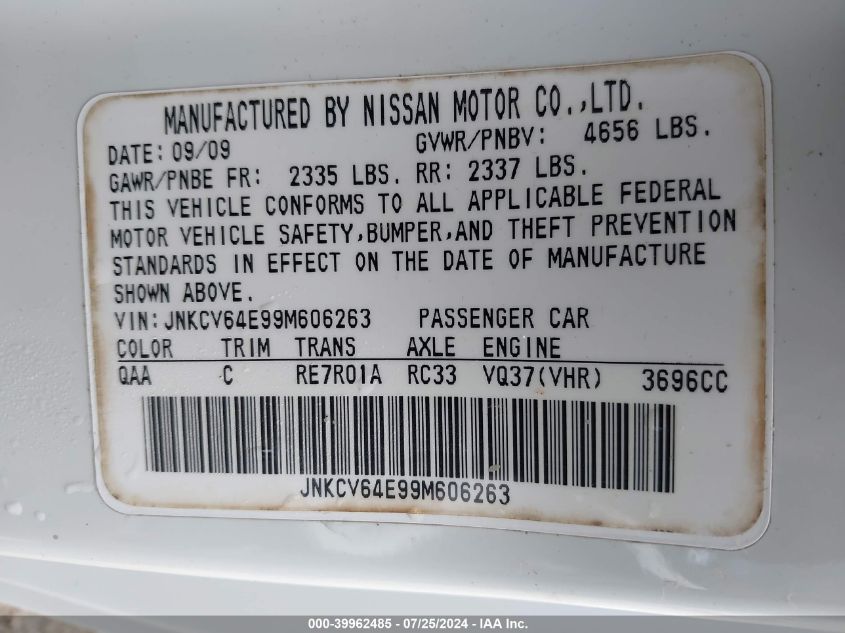 MANUFACTURED BY NISSAN MOTOR CO.,LTD.
DATE: 09/09 GVWR/PNBV: 4656 LBS.
GAWR/PNBE FR: 2335 LBS. RR: 2337 LBS.
THIS VEHICLE CONFORMS TO ALL APPLICABLE FEDERAL
MOTOR VEHICLE SAFETY,BUMPER,AND THEFT PREVENTION
STANDARDS IN EFFECT ON THE DATE OF MANUFACTURE
SHOWN ABOVE.
VIN:JNKCV64E99M606263 PASSENGER CAR
COLOR TRIM TRANS AXLE ENGINE
QAA C RE7R01A RC33 VQ37(VHR) 3696CC
JNKCV64E99M606263
000-39962485 - 07/25/2024 - IAA Inc.